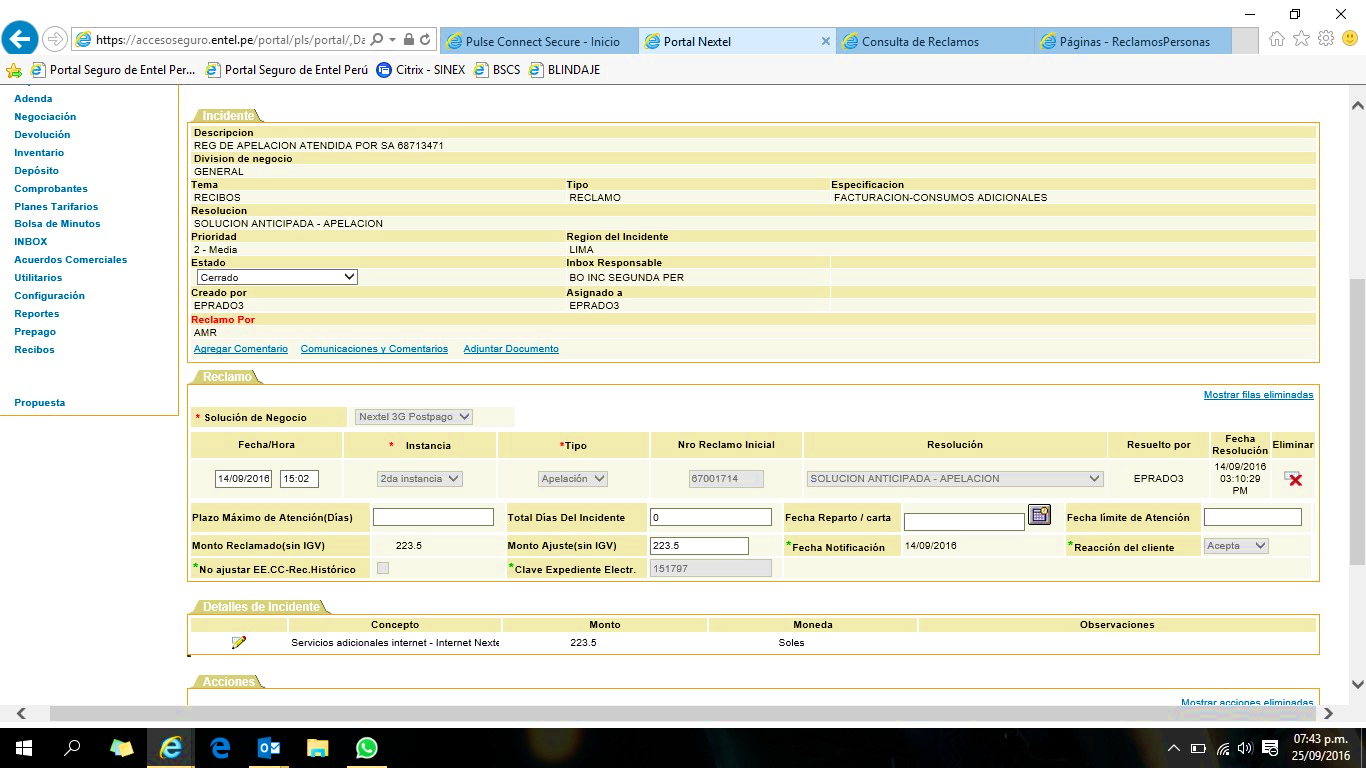 https://accesoseguro.entel.pe/portal/pls/portal/,Da
Pulse Connect Secure - Inicio
Portal Nextel
Consulta de Reclamos
Páginas - ReclamosPersonas
Portal Seguro de Entel Per...
Portal Seguro de Entel Perú
Citrix - SINEX
BSCS
BLINDAJE
Adenda
Negociación
Devolución
Inventario
Depósito
Comprobantes
Planes Tarifarios
Bolsa de Minutos
INBOX
Acuerdos Comerciales
Utilitarios
Configuración
Reportes
Prepago
Recibos
Propuesta
Incidente
Descripcion
REG DE APELACION ATENDIDA POR SA 68713471
Division de negocio
GENERAL
Tema Tipo Especificacion
RECIBOS RECLAMO FACTURACION-CONSUMOS ADICIONALES
Resolucion
SOLUCION ANTICIPADA - APELACION
Prioridad Region del Incidente
2 - Media LIMA
Estado Inbox Responsable
Cerrado BO INC SEGUNDA PER
Creado por Asignado a
EPRADO3 EPRADO3
Reclamo Por
AMR
Agregar Comentario Comunicaciones y Comentarios Adjuntar Documento
Reclamo
Mostrar filas eliminadas
* Solución de Negocio Nextel 3G Postpago
Fecha/Hora * Instancia *Tipo Nro Reclamo Inicial Resolución Resuelto por Fecha Resolución Eliminar
14/09/2016 15:02 2da instancia Apelación 67001714 SOLUCION ANTICIPADA - APELACION EPRADO3 14/09/2016 03:10:29 PM
Plazo Máximo de Atención(Días) Total Días Del Incidente 0 Fecha Reparto / carta Fecha límite de Atención
Monto Reclamado(sin IGV) 223.5 Monto Ajuste(sin IGV) 223.5 *Fecha Notificación 14/09/2016 *Reacción del cliente Acepta
*No ajustar EE.CC-Rec.Histórico *Clave Expediente Electr. 151797
Detalles de Incidente
Concepto Monto Moneda Observaciones
Servicios adicionales internet - Internet Nexte 223.5 Soles
Acciones
Mostrar acciones eliminadas
07:43 p.m.
25/09/2016